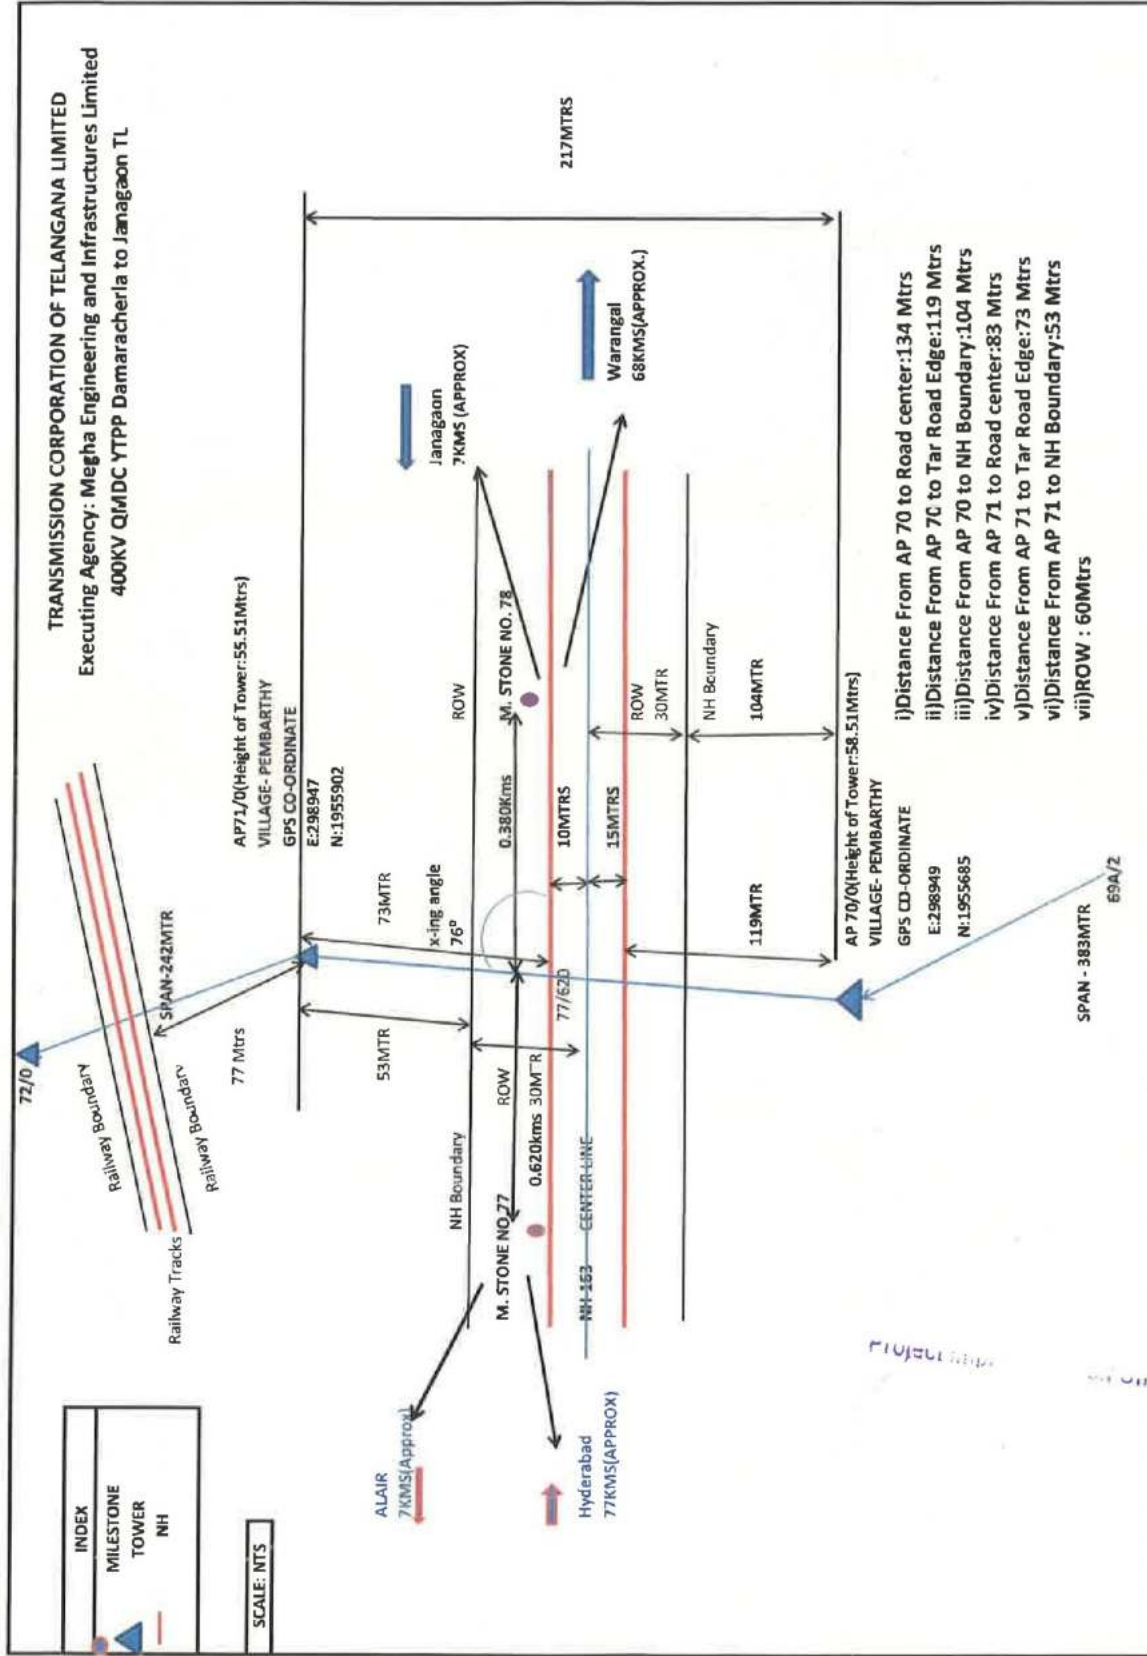 TRANSMISSION CORPORATION OF TELANGANA LIMITED
Executing Agency: Megha Engineering and Infrastructures Limited
400KV QMDC YTPP Damaracherla to Janagaon TL
INDEX
MILESTONE
TOWER
NH
SCALE: NTS
72/0
Railway Boundary
Railway Tracks
Railway Boundary
SPAN-242MTR
77 Mtrs
AP71/0(Height of Tower:55.51Mtrs)
VILLAGE- PEMBARTHY
GPS CO-ORDINATE
E:298947
N:1955902
53MTR
73MTR
x-ing angle
76°
217MTRS
ALAIR
7KMS(Approx)
NH Boundary
ROW
Janagaon
7KMS (APPROX)
M. STONE NO.77
ROW
0.620kms
30MTR
0.380Kms
M. STONE NO. 78
77/620
10MTRS
NH 163
CENTER LINE
15MTRS
Hyderabad
77KMS(APPROX)
Warangal
68KMS(APPROX.)
ROW
30MTR
NH Boundary
119MTR
104MTR
AP 70/0(Height of Tower:58.51Mtrs)
VILLAGE- PEMBARTHY
GPS CO-ORDINATE
E:298949
N:1955685
SPAN - 383MTR
69A/2
i)Distance From AP 70 to Road center:134 Mtrs
ii)Distance From AP 70 to Tar Road Edge:119 Mtrs
iii)Distance From AP 70 to NH Boundary:104 Mtrs
iv)Distance From AP 71 to Road center:83 Mtrs
v)Distance From AP 71 to Tar Road Edge:73 Mtrs
vi)Distance From AP 71 to NH Boundary:53 Mtrs
vii)ROW : 60Mtrs
Project